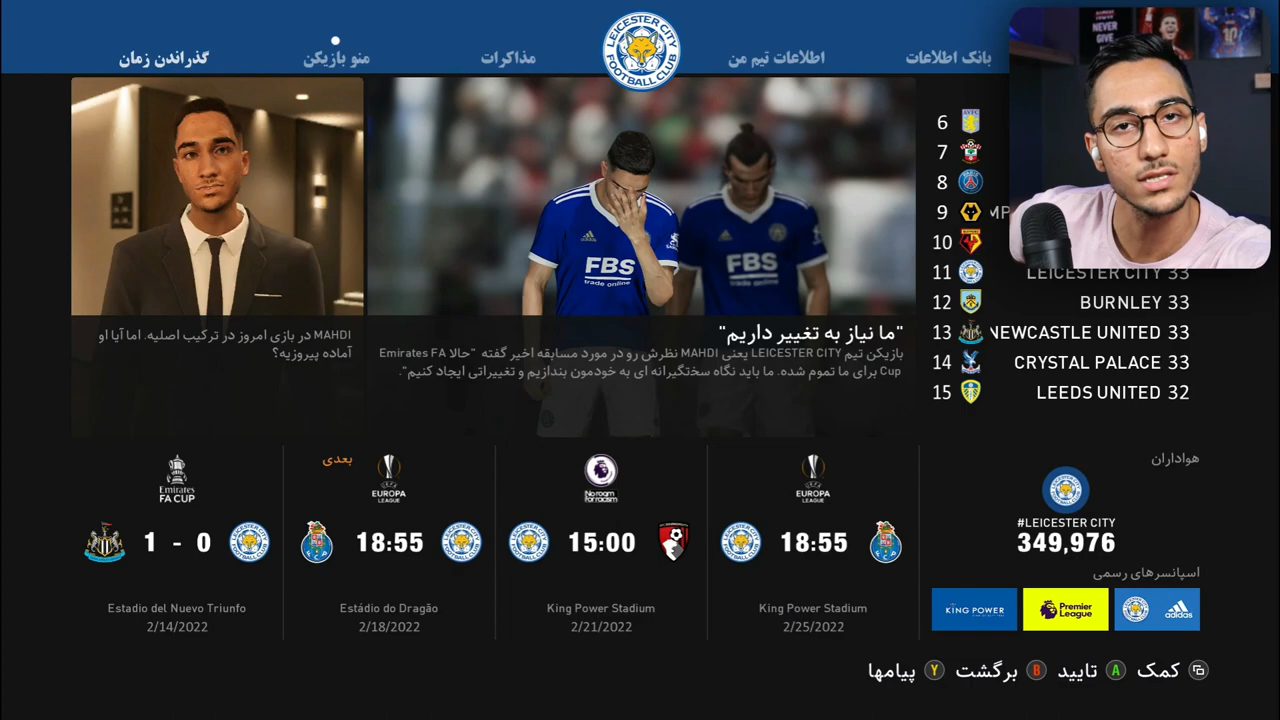 بانک اطلاعات
اطلاعات تیم من
LEICESTER CITY
FOOTBALL CLUB
مذاکرات
منو بازیکن
گذراندن زمان
NEVER
GIVE
10
6
7
8
9
10
11 LEICESTER CITY 33
12 BURNLEY 33
13 NEWCASTLE UNITED 33
14 CRYSTAL PALACE 33
15 LEEDS UNITED 32
FBS
trade online
FBS
trade online
"ما نیاز به تغییر داریم"
بازیکن تیم LEICESTER CITY یعنی MAHDI نظرش رو در مورد مسابقه اخیر گفته "حالا Emirates FA
Cup برای ما تموم شده. ما باید نگاه سختگیرانه ای به خودمون بندازیم و تغییراتی ایجاد کنیم".
MAHDI در بازی امروز در ترکیب اصلیه. اما آیا او
آماده پیروزیه؟
Emirates
FA CUP
1 - 0
Estadio del Nuevo Triunfo
2/14/2022
بعدی
EUROPA
LEAGUE
18:55
Estádio do Dragão
2/18/2022
No room
for racism
15:00
King Power Stadium
2/21/2022
EUROPA
LEAGUE
18:55
King Power Stadium
2/25/2022
هواداران
#LEICESTER CITY
349,976
اسپانسرهای رسمی
KING POWER
Premier
League
adidas
کمک
A تایید
B برگشت
Y پیامها